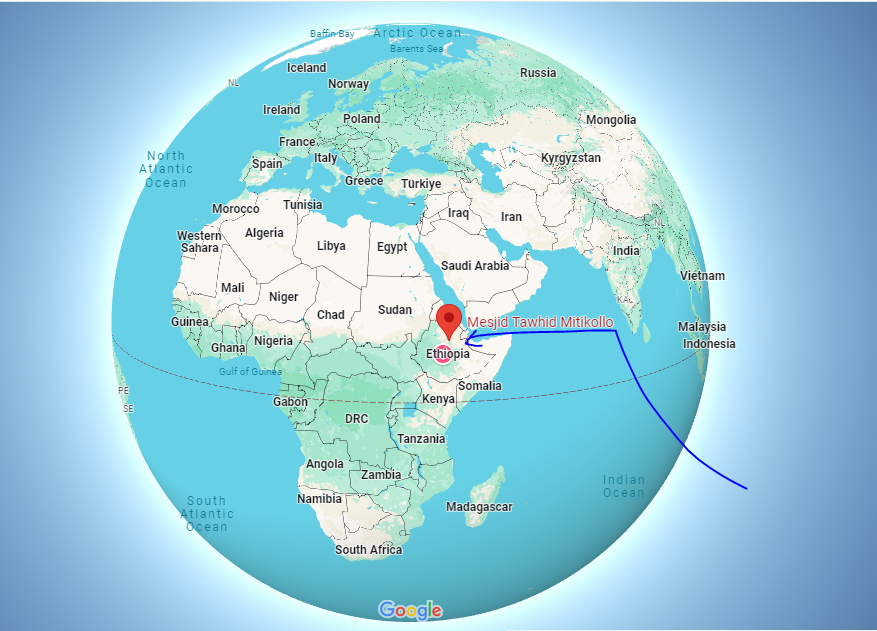 Baffin Bay
Arctic Ocean
Barents Sea
Iceland
Russia
NL
Norway
Ireland
Poland
Mongolia
France
North
Atlantic
Ocean
Spain
Italy
Kyrgyzstan
Greece
Türkiye
Morocco
Tunisia
Iraq
Iran
Western
Sahara
Algeria
Libya
Egypt
NL
India
Saudi Arabia
Vietnam
Mali
Niger
Chad
Sudan
KA
Guinea
Mesjid Tawhid Mitikollo
Malaysia
Ghana
Nigeria
Ethiopia
Indonesia
Gulf of Guinea
Somalia
PE
SE
Gabon
Kenya
DRC
Tanzania
Angola
Zambia
Indian
Ocean
Namibia
South
Atlantic
Ocean
Madagascar
South Africa
Google